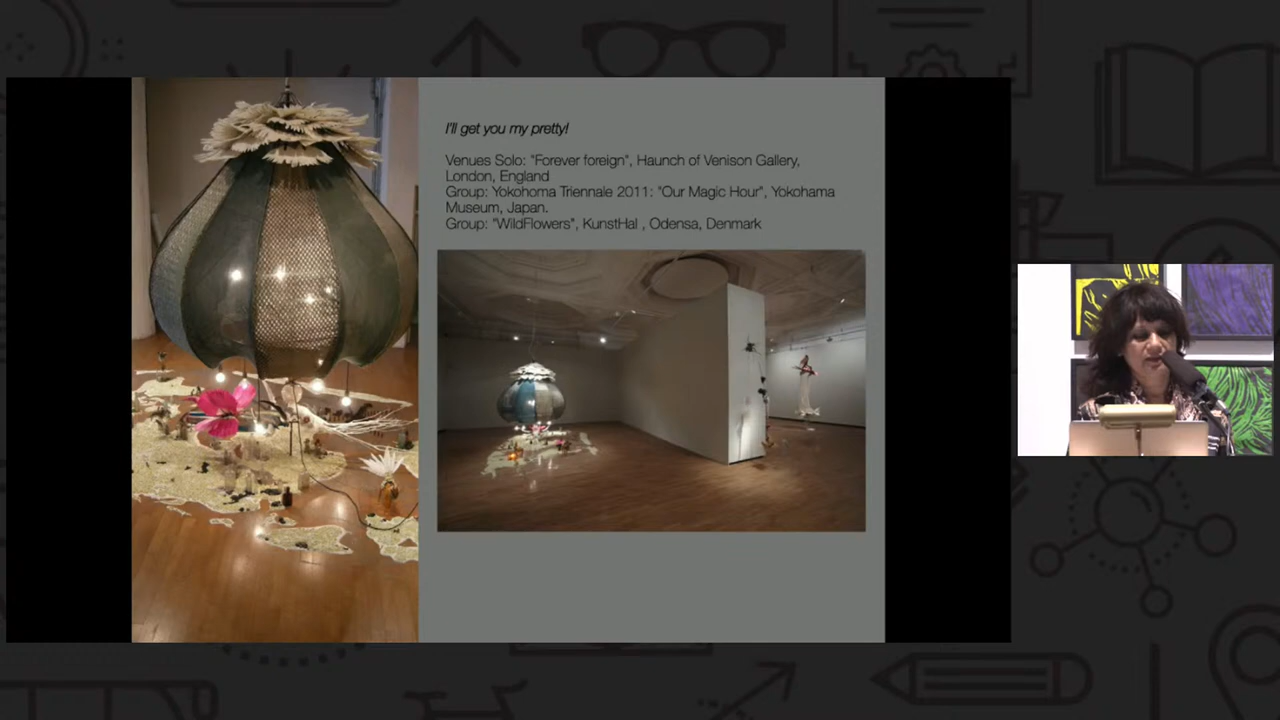 I'll get you my pretty!
Venues Solo: "Forever foreign", Haunch of Venison Gallery,
London, England
Group: Yokohoma Triennale 2011: "Our Magic Hour", Yokohama
Museum, Japan.
Group: "WildFlowers", KunstHal , Odensa, Denmark